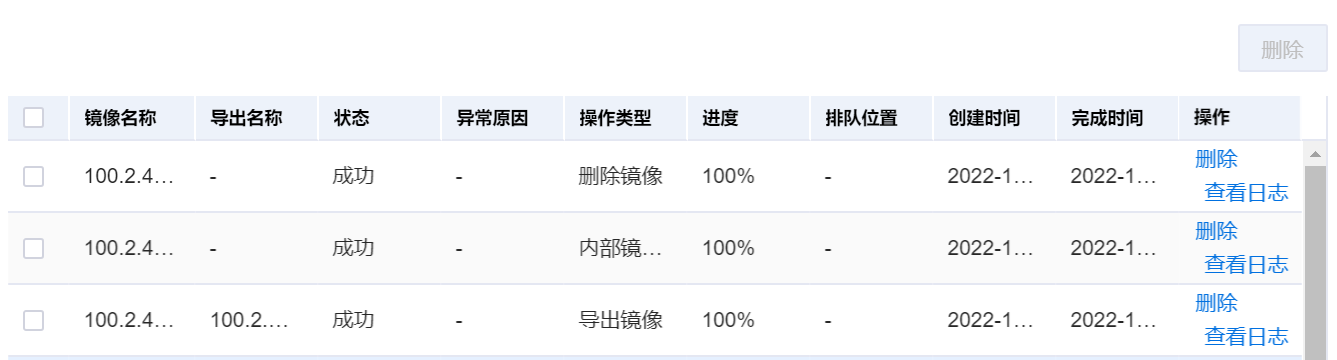 删除
镜像名称 导出名称 状态 异常原因 操作类型 进度 排队位置 创建时间 完成时间 操作
100.2.4... - 成功 - 删除镜像 100% - 2022-1... 2022-1... 删除
查看日志
100.2.4... - 成功 - 内部镜... 100% - 2022-1... 2022-1... 删除
查看日志
100.2.4... 100.2.... 成功 - 导出镜像 100% - 2022-1... 2022-1... 删除
查看日志